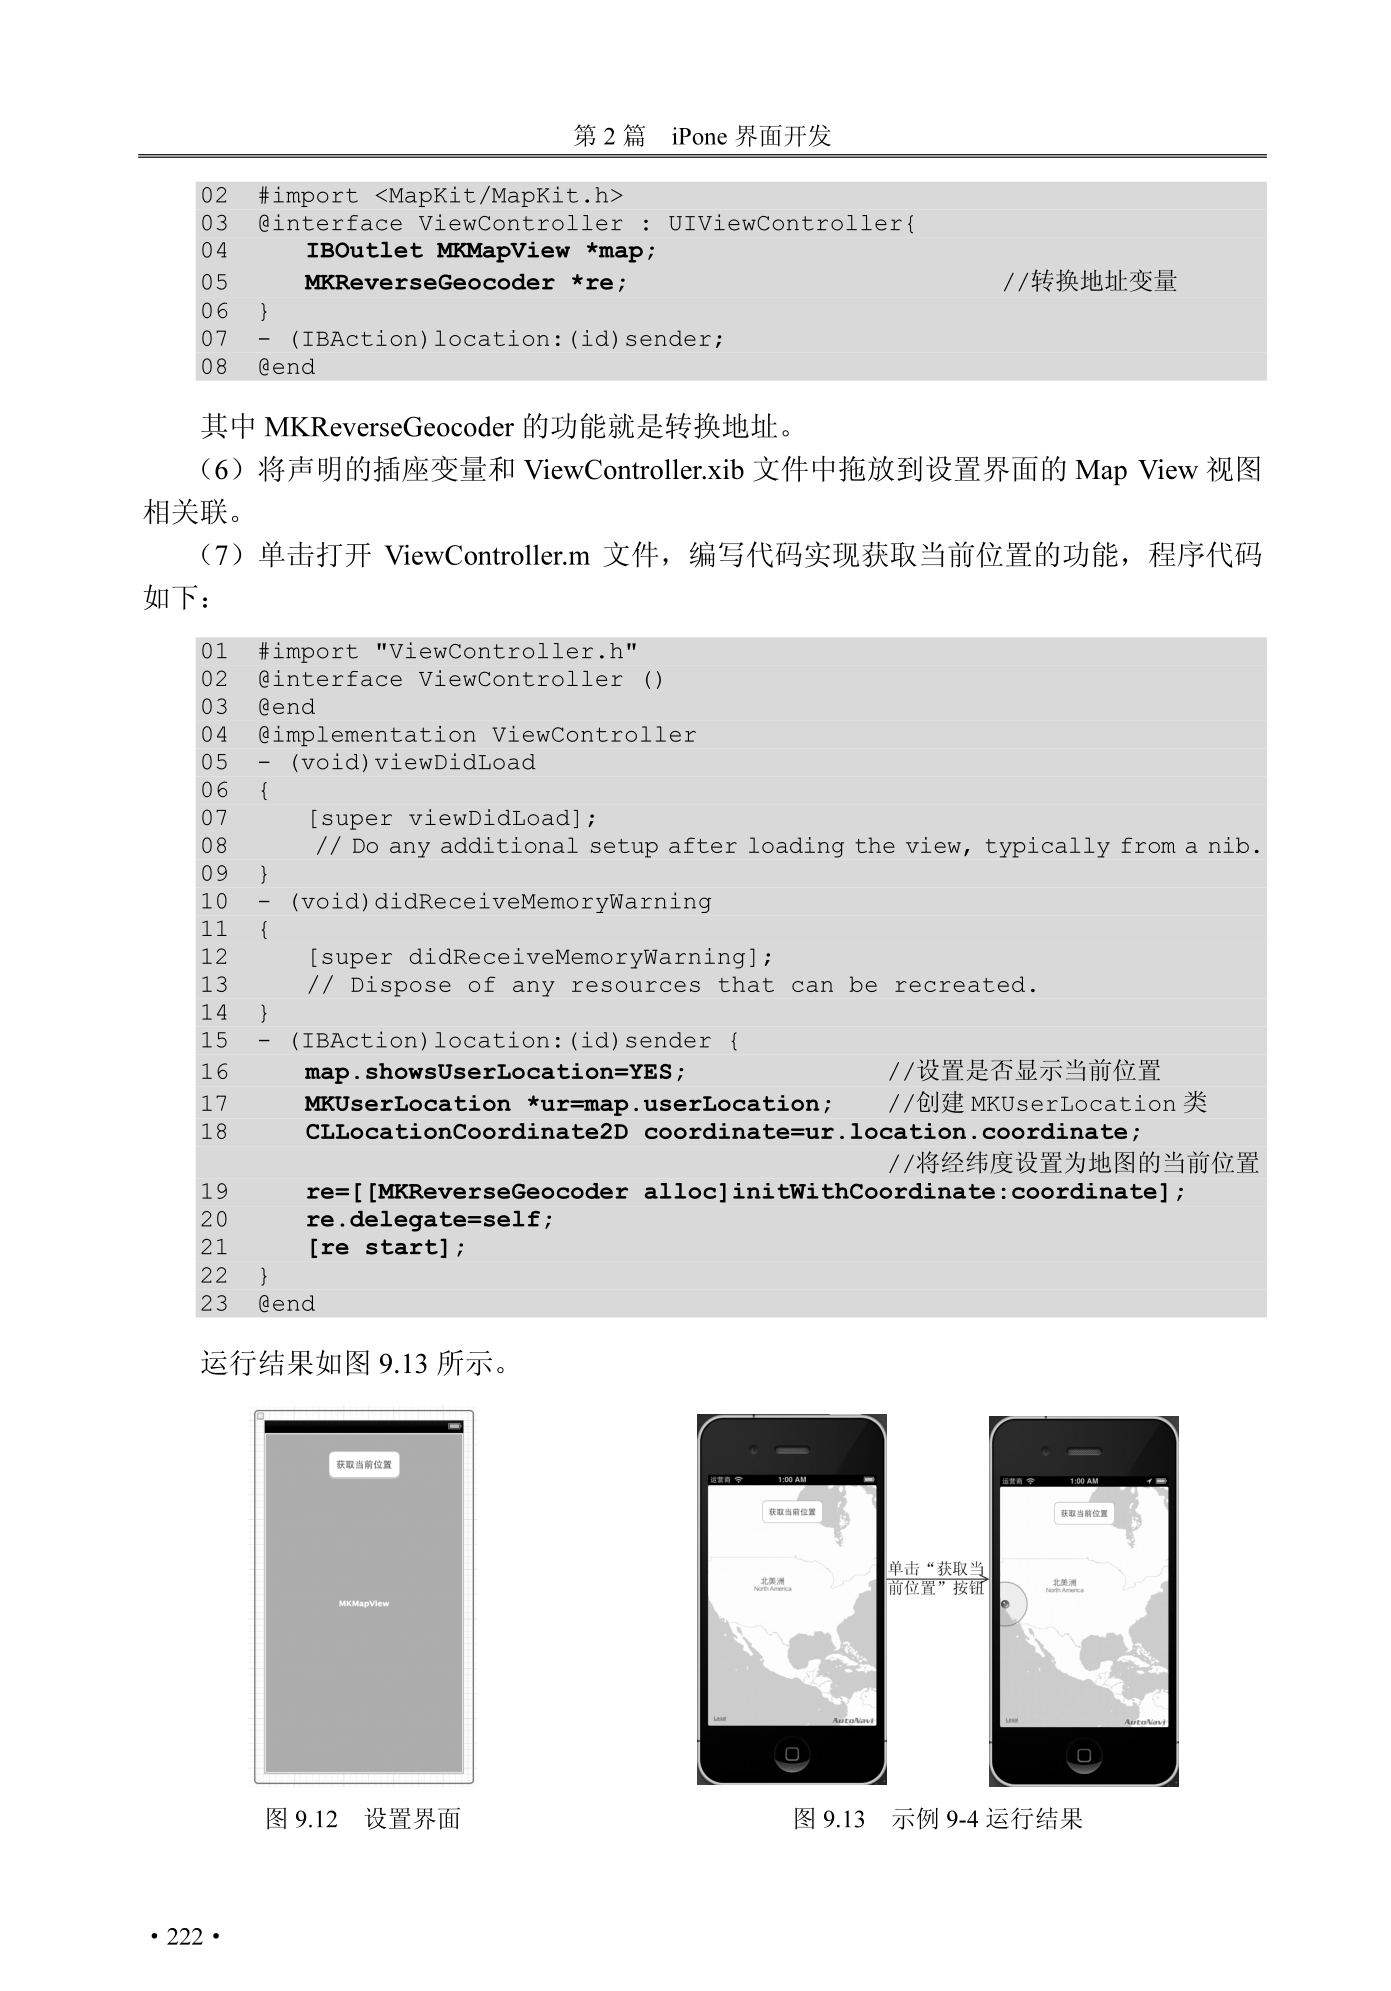 第 2 篇 iPone 界面开发
02 #import <MapKit/MapKit.h>
03 @interface ViewController : UIViewController{
04 IBOutlet MKMapView *map;
05 MKReverseGeocoder *re; //转换地址变量
06 }
07 - (IBAction)location:(id)sender;
08 @end
其中 MKReverseGeocoder 的功能就是转换地址。
（6）将声明的插座变量和 ViewController.xib 文件中拖放到设置界面的 Map View 视图
相关联。
（7）单击打开 ViewController.m 文件，编写代码实现获取当前位置的功能，程序代码
如下：
01 #import "ViewController.h"
02 @interface ViewController ()
03 @end
04 @implementation ViewController
05 - (void)viewDidLoad
06 {
07 [super viewDidLoad];
08 // Do any additional setup after loading the view, typically from a nib.
09 }
10 - (void)didReceiveMemoryWarning
11 {
12 [super didReceiveMemoryWarning];
13 // Dispose of any resources that can be recreated.
14 }
15 - (IBAction)location:(id)sender {
16 map.showsUserLocation=YES; //设置是否显示当前位置
17 MKUserLocation *ur=map.userLocation; //创建 MKUserLocation 类
18 CLLocationCoordinate2D coordinate=ur.location.coordinate;
//将经纬度设置为地图的当前位置
19 re=[[MKReverseGeocoder alloc]initWithCoordinate:coordinate];
20 re.delegate=self;
21 [re start];
22 }
23 @end
运行结果如图 9.13 所示。
获取当前位置
MKMapView
运营商 1:00 AM
获取当前位置
北美洲
North America
Legal AutoNavi
单击“获取当
前位置”按钮
运营商 1:00 AM
获取当前位置
北美洲
North America
Legal AutoNavi
图 9.12 设置界面
图 9.13 示例 9-4 运行结果
·222·